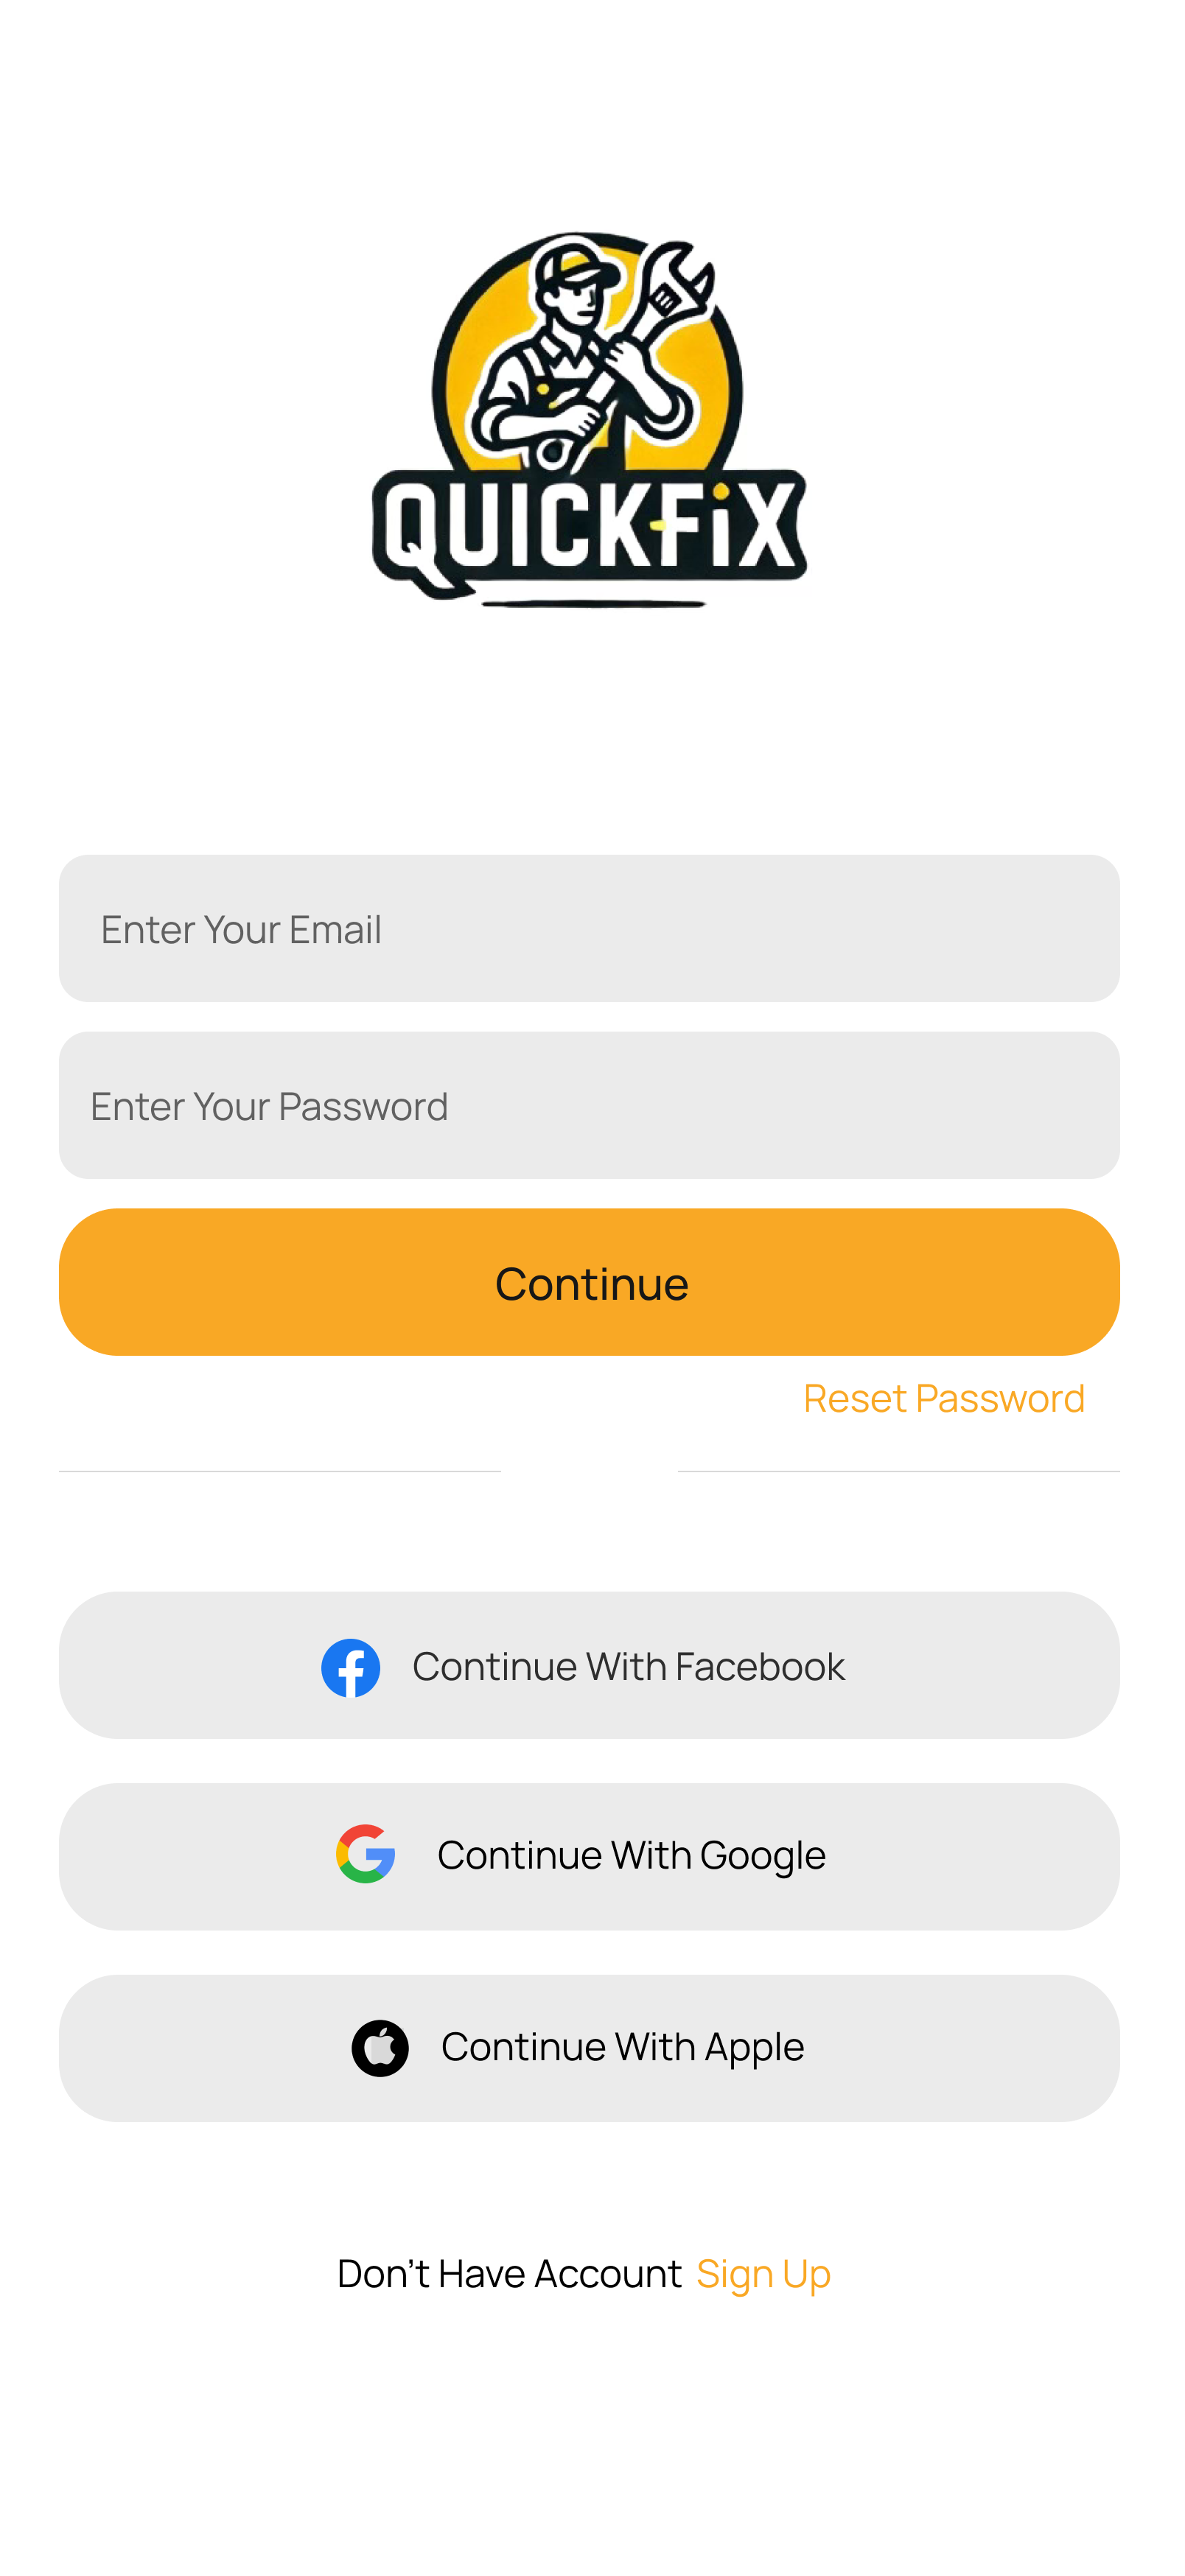 QUICKFiX
Enter Your Email
Enter Your Password
Continue
Reset Password
Continue With Facebook
Continue With Google
Continue With Apple
Don't Have Account Sign Up